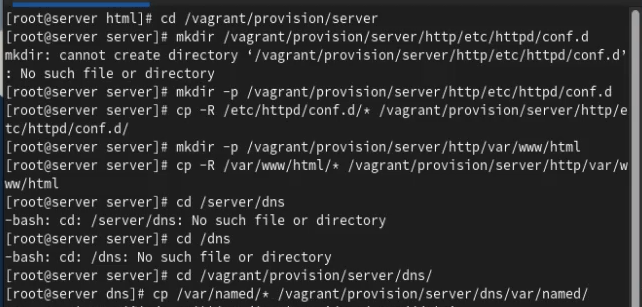 [root@server html]# cd /vagrant/provision/server
[root@server server]# mkdir /vagrant/provision/server/http/etc/httpd/conf.d
mkdir: cannot create directory ‘/vagrant/provision/server/http/etc/httpd/conf.d’
: No such file or directory
[root@server server]# mkdir -p /vagrant/provision/server/http/etc/httpd/conf.d
[root@server server]# cp -R /etc/httpd/conf.d/* /vagrant/provision/server/http/e
tc/httpd/conf.d/
[root@server server]# mkdir -p /vagrant/provision/server/http/var/www/html
[root@server server]# cp -R /var/www/html/* /vagrant/provision/server/http/var/w
ww/html
[root@server server]# cd /server/dns
-bash: cd: /server/dns: No such file or directory
[root@server server]# cd /dns
-bash: cd: /dns: No such file or directory
[root@server server]# cd /vagrant/provision/server/dns/
[root@server dns]# cp /var/named/* /vagrant/provision/server/dns/var/named/